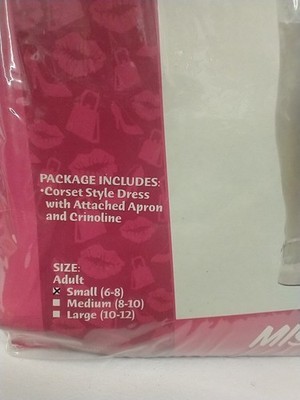 PACKAGE INCLUDES:
•Corset Style Dress
with Attached Apron
and Crinoline
SIZE:
Adult
Small (6-8)
Medium (8-10)
Large (10-12)